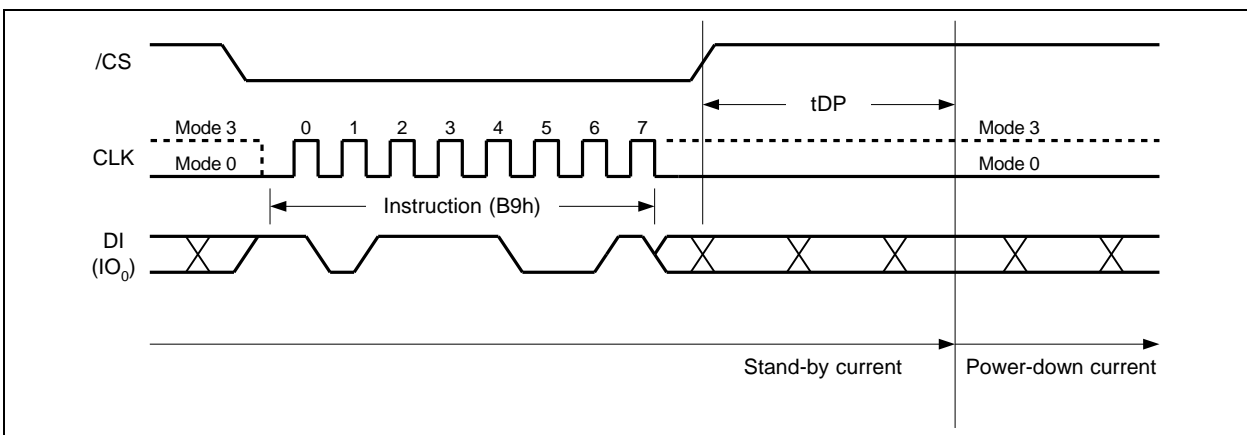 /CS
tDP
Mode 3
0 1 2 3 4 5 6 7
Mode 3
CLK
Mode 0
Mode 0
Instruction (B9h)
DI
(IO0)
Stand-by current
Power-down current